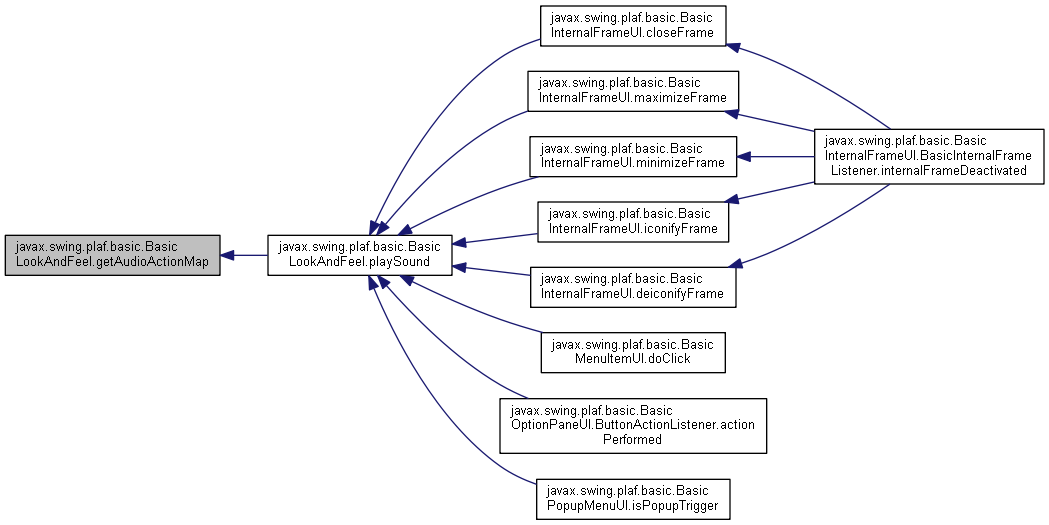 javax.swing.plaf.basic.Basic
InternalFrameUI.closeFrame
javax.swing.plaf.basic.Basic
InternalFrameUI.maximizeFrame
javax.swing.plaf.basic.Basic
InternalFrameUI.BasicInternalFrame
Listener.internalFrameDeactivated
javax.swing.plaf.basic.Basic
InternalFrameUI.minimizeFrame
javax.swing.plaf.basic.Basic
InternalFrameUI.iconifyFrame
javax.swing.plaf.basic.Basic
LookAndFeel.getAudioActionMap
javax.swing.plaf.basic.Basic
LookAndFeel.playSound
javax.swing.plaf.basic.Basic
InternalFrameUI.deiconifyFrame
javax.swing.plaf.basic.Basic
MenuItemUI.doClick
javax.swing.plaf.basic.Basic
OptionPaneUI.ButtonActionListener.action
Performed
javax.swing.plaf.basic.Basic
PopupMenuUI.isPopupTrigger